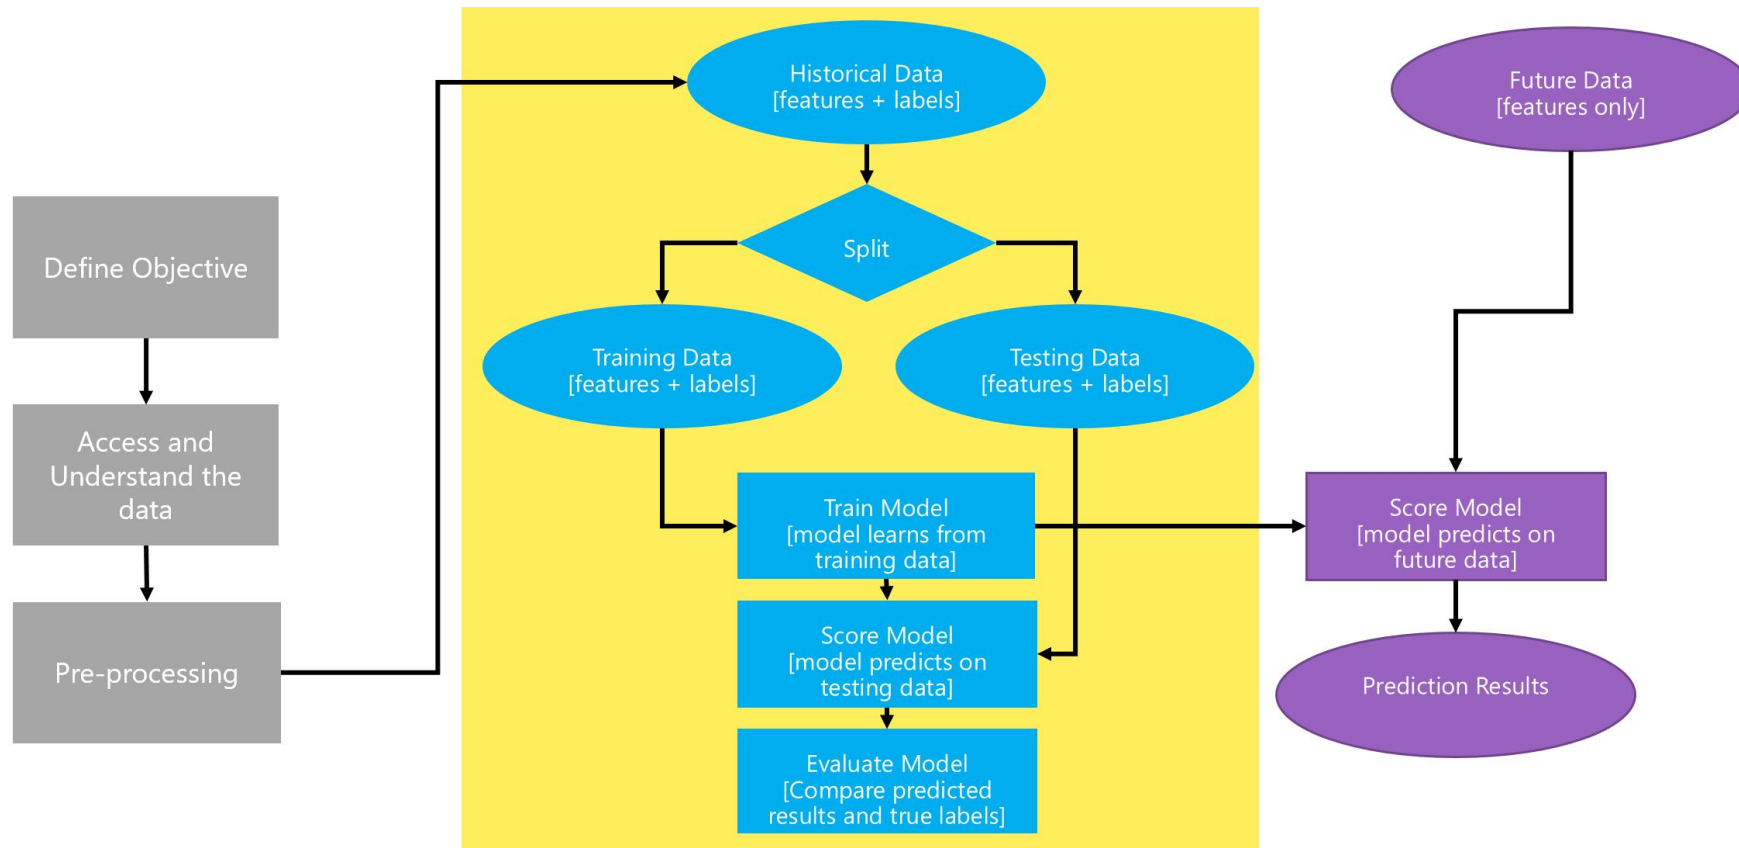 Define Objective
Access and
Understand the
data
Pre-processing
Historical Data
[features + labels]
Split
Training Data
[features + labels]
Testing Data
[features + labels]
Train Model
[model learns from
training data]
Score Model
[model predicts on
testing data]
Evaluate Model
[Compare predicted
results and true labels]
Future Data
[features only]
Score Model
[model predicts on
future data]
Prediction Results